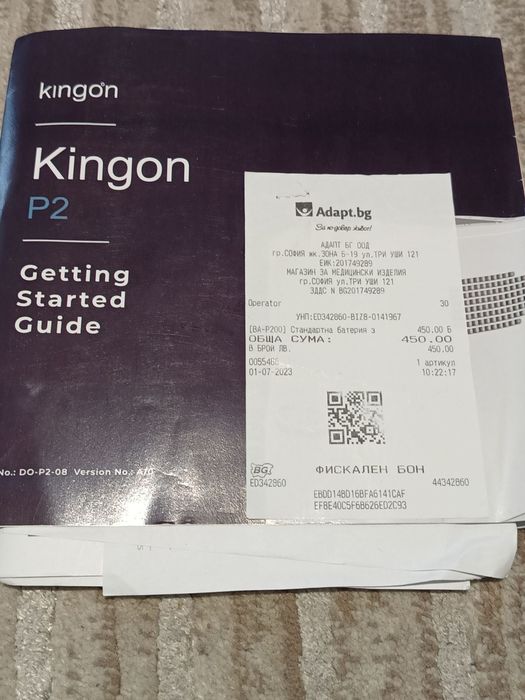 kingon
Kingon
P2
Getting
Started
Guide
No.: DO-P2-08 Version No.: A/0
Adapt.bg
За по-добър живот!
АДАПТ БГ ООД
гр.СОФИЯ жк.ЗОНА Б-19 ул.ТРИ УШИ 121
ЕИК:201749289
МАГАЗИН ЗА МЕДИЦИНСКИ ИЗДЕЛИЯ
гр.СОФИЯ ул.ТРИ УШИ 121
ЗДДС N BG201749289
Operator 30
УНП:ED342860-BIZ8-0141967
[BA-P200] Стандартна батерия з 450.00 Б
ОБЩА СУМА: 450.00
В БРОЙ ЛВ. 450.00
0055460 1 артикул
01-07-2023 10:22:17
BG
ФИСКАЛЕН БОН
ED342860 44342860
EBDD14BD16BFA6141CAF
EF8E40C5F6B626ED2C93